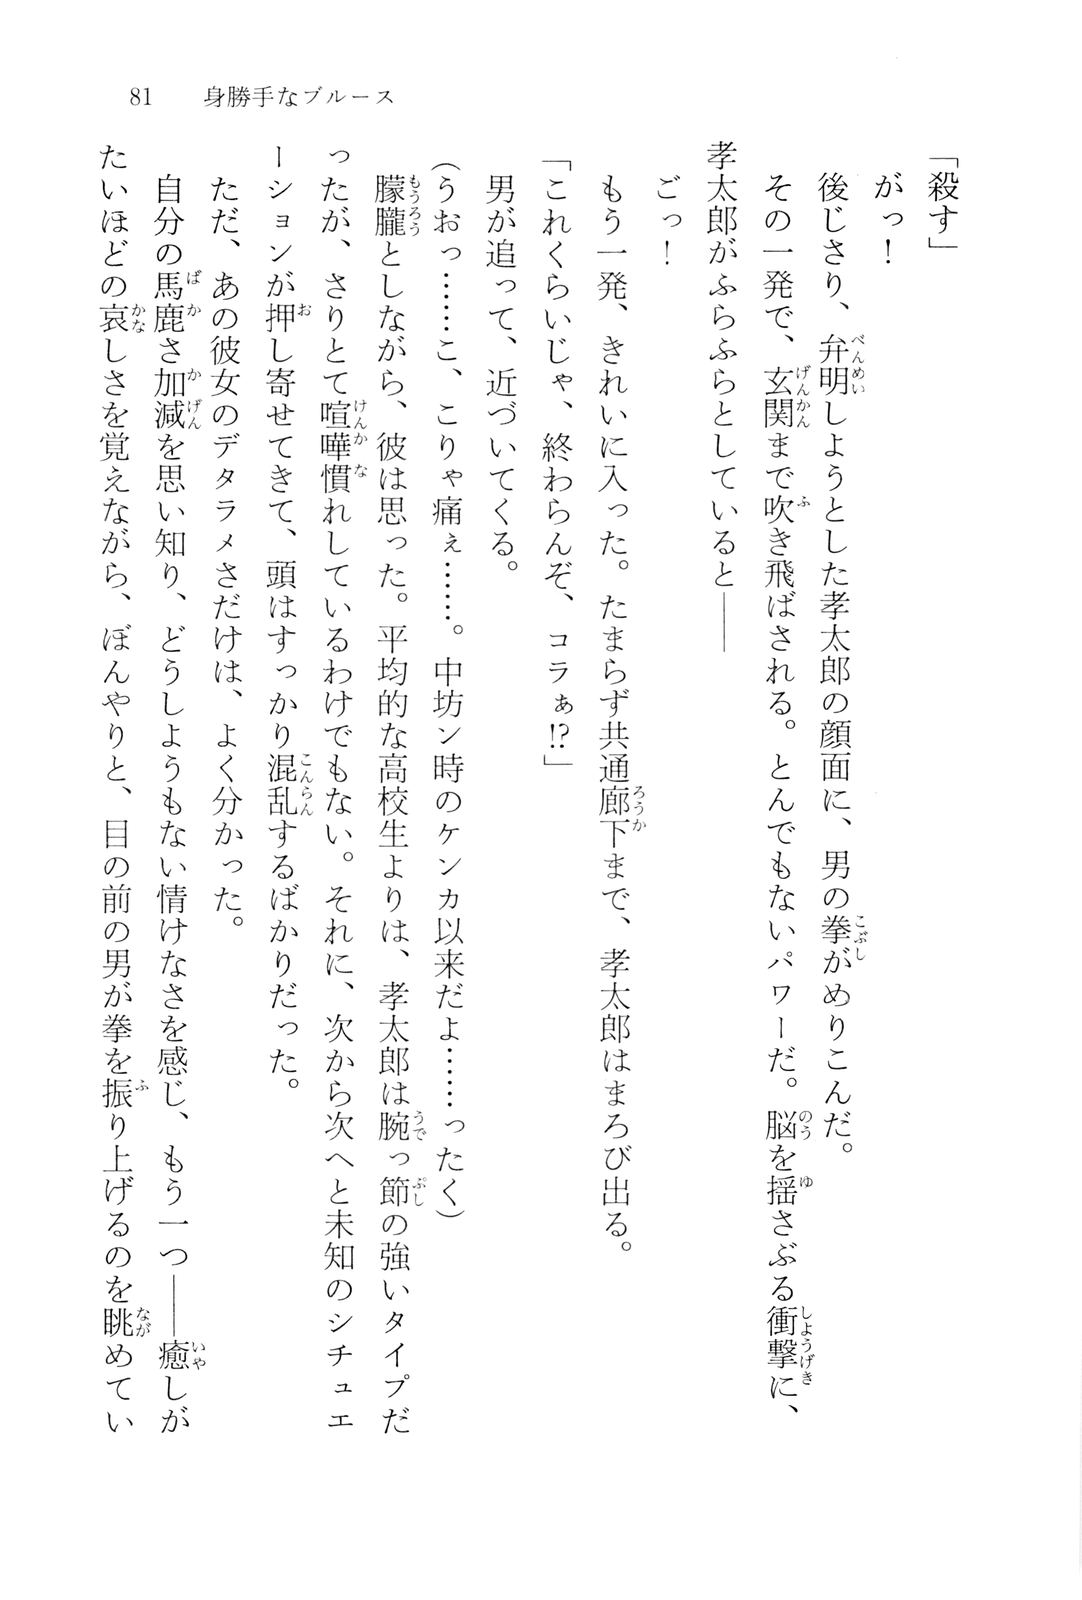 81 身勝手なブルース
「殺す」
がっ!
後じさり、弁明しようとした孝太郎の顔面に、男の拳がめりこんだ。
その一発で、玄関まで吹き飛ばされる。とんでもないパワーだ。脳を揺さぶる衝撃に、
孝太郎がふらふらとしていると――
ごっ!
もう一発、きれいに入った。たまらず共通廊下まで、孝太郎はまろび出る。
「これくらいじゃ、終わらんぞ、コラぁ!?」
男が追って、近づいてくる。
(うおっ……こ、こりゃ痛ぇ……。中坊ン時のケンカ以来だよ……ったく)
朦朧としながら、彼は思った。平均的な高校生よりは、孝太郎は腕っ節の強いタイプだ
ったが、さりとて喧嘩慣れしているわけでもない。それに、次から次へと未知のシチュエ
ーションが押し寄せてきて、頭はすっかり混乱するばかりだった。
ただ、あの彼女のデタラメさだけは、よく分かった。
自分の馬鹿さ加減を思い知り、どうしようもない情けなさを感じ、もう一つ――癒しが
たいほどの哀しさを覚えながら、ぼんやりと、目の前の男が拳を振り上げるのを眺めてい